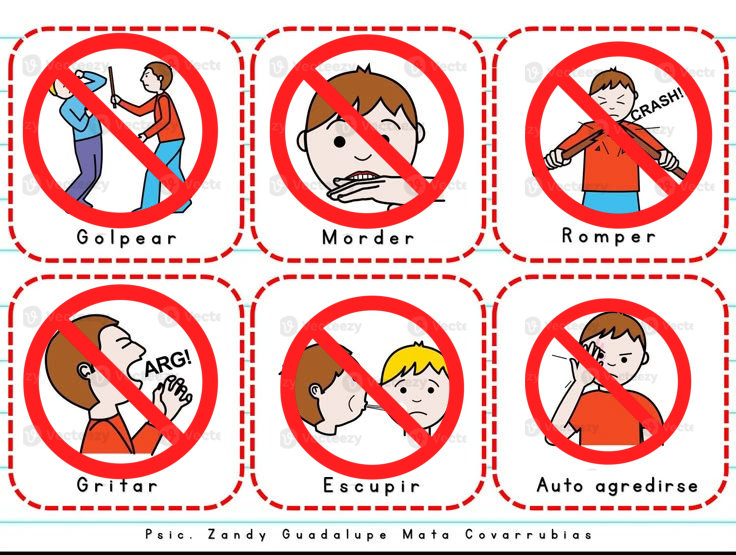 CRASH!
Golpear
Morder
Romper
ARG!
Gritar
Escupir
Auto agredirse
Psic. Zandy Guadalupe Mata Covarrubias